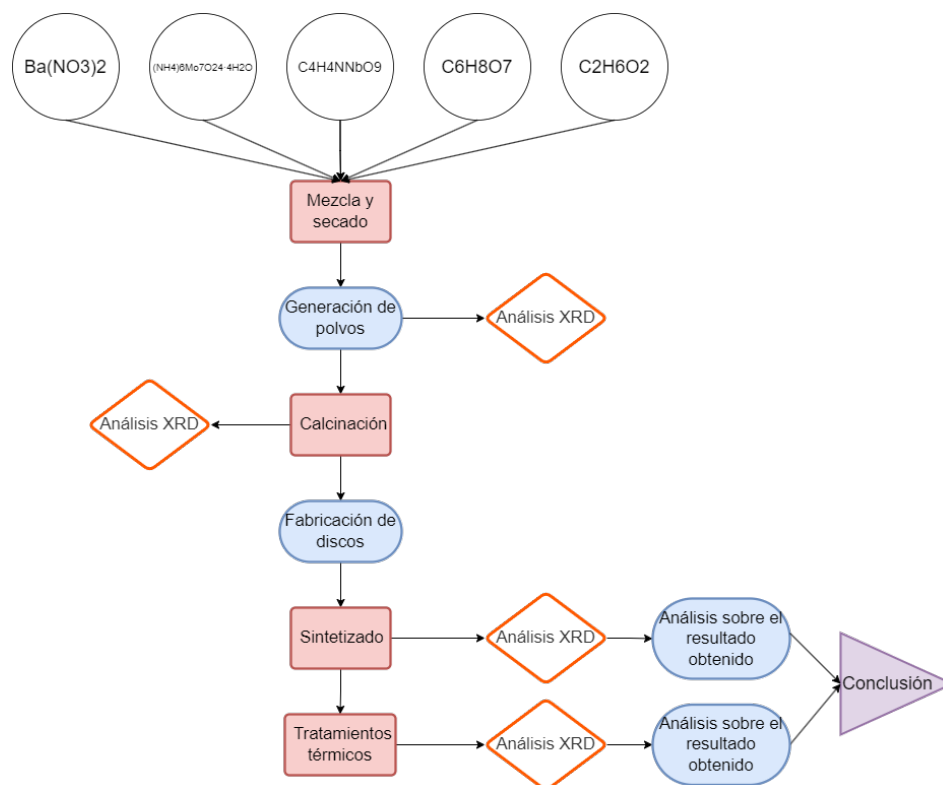 Ba(NO3)2
(NH4)6Mo7O24·4H2O
C4H4NNbO9
C6H8O7
C2H6O2
Mezcla y
secado
Generación de
polvos
Análisis XRD
Análisis XRD
Calcinación
Fabricación de
discos
Sintetizado
Análisis XRD
Análisis sobre el
resultado
obtenido
Conclusión
Tratamientos
térmicos
Análisis XRD
Análisis sobre el
resultado
obtenido